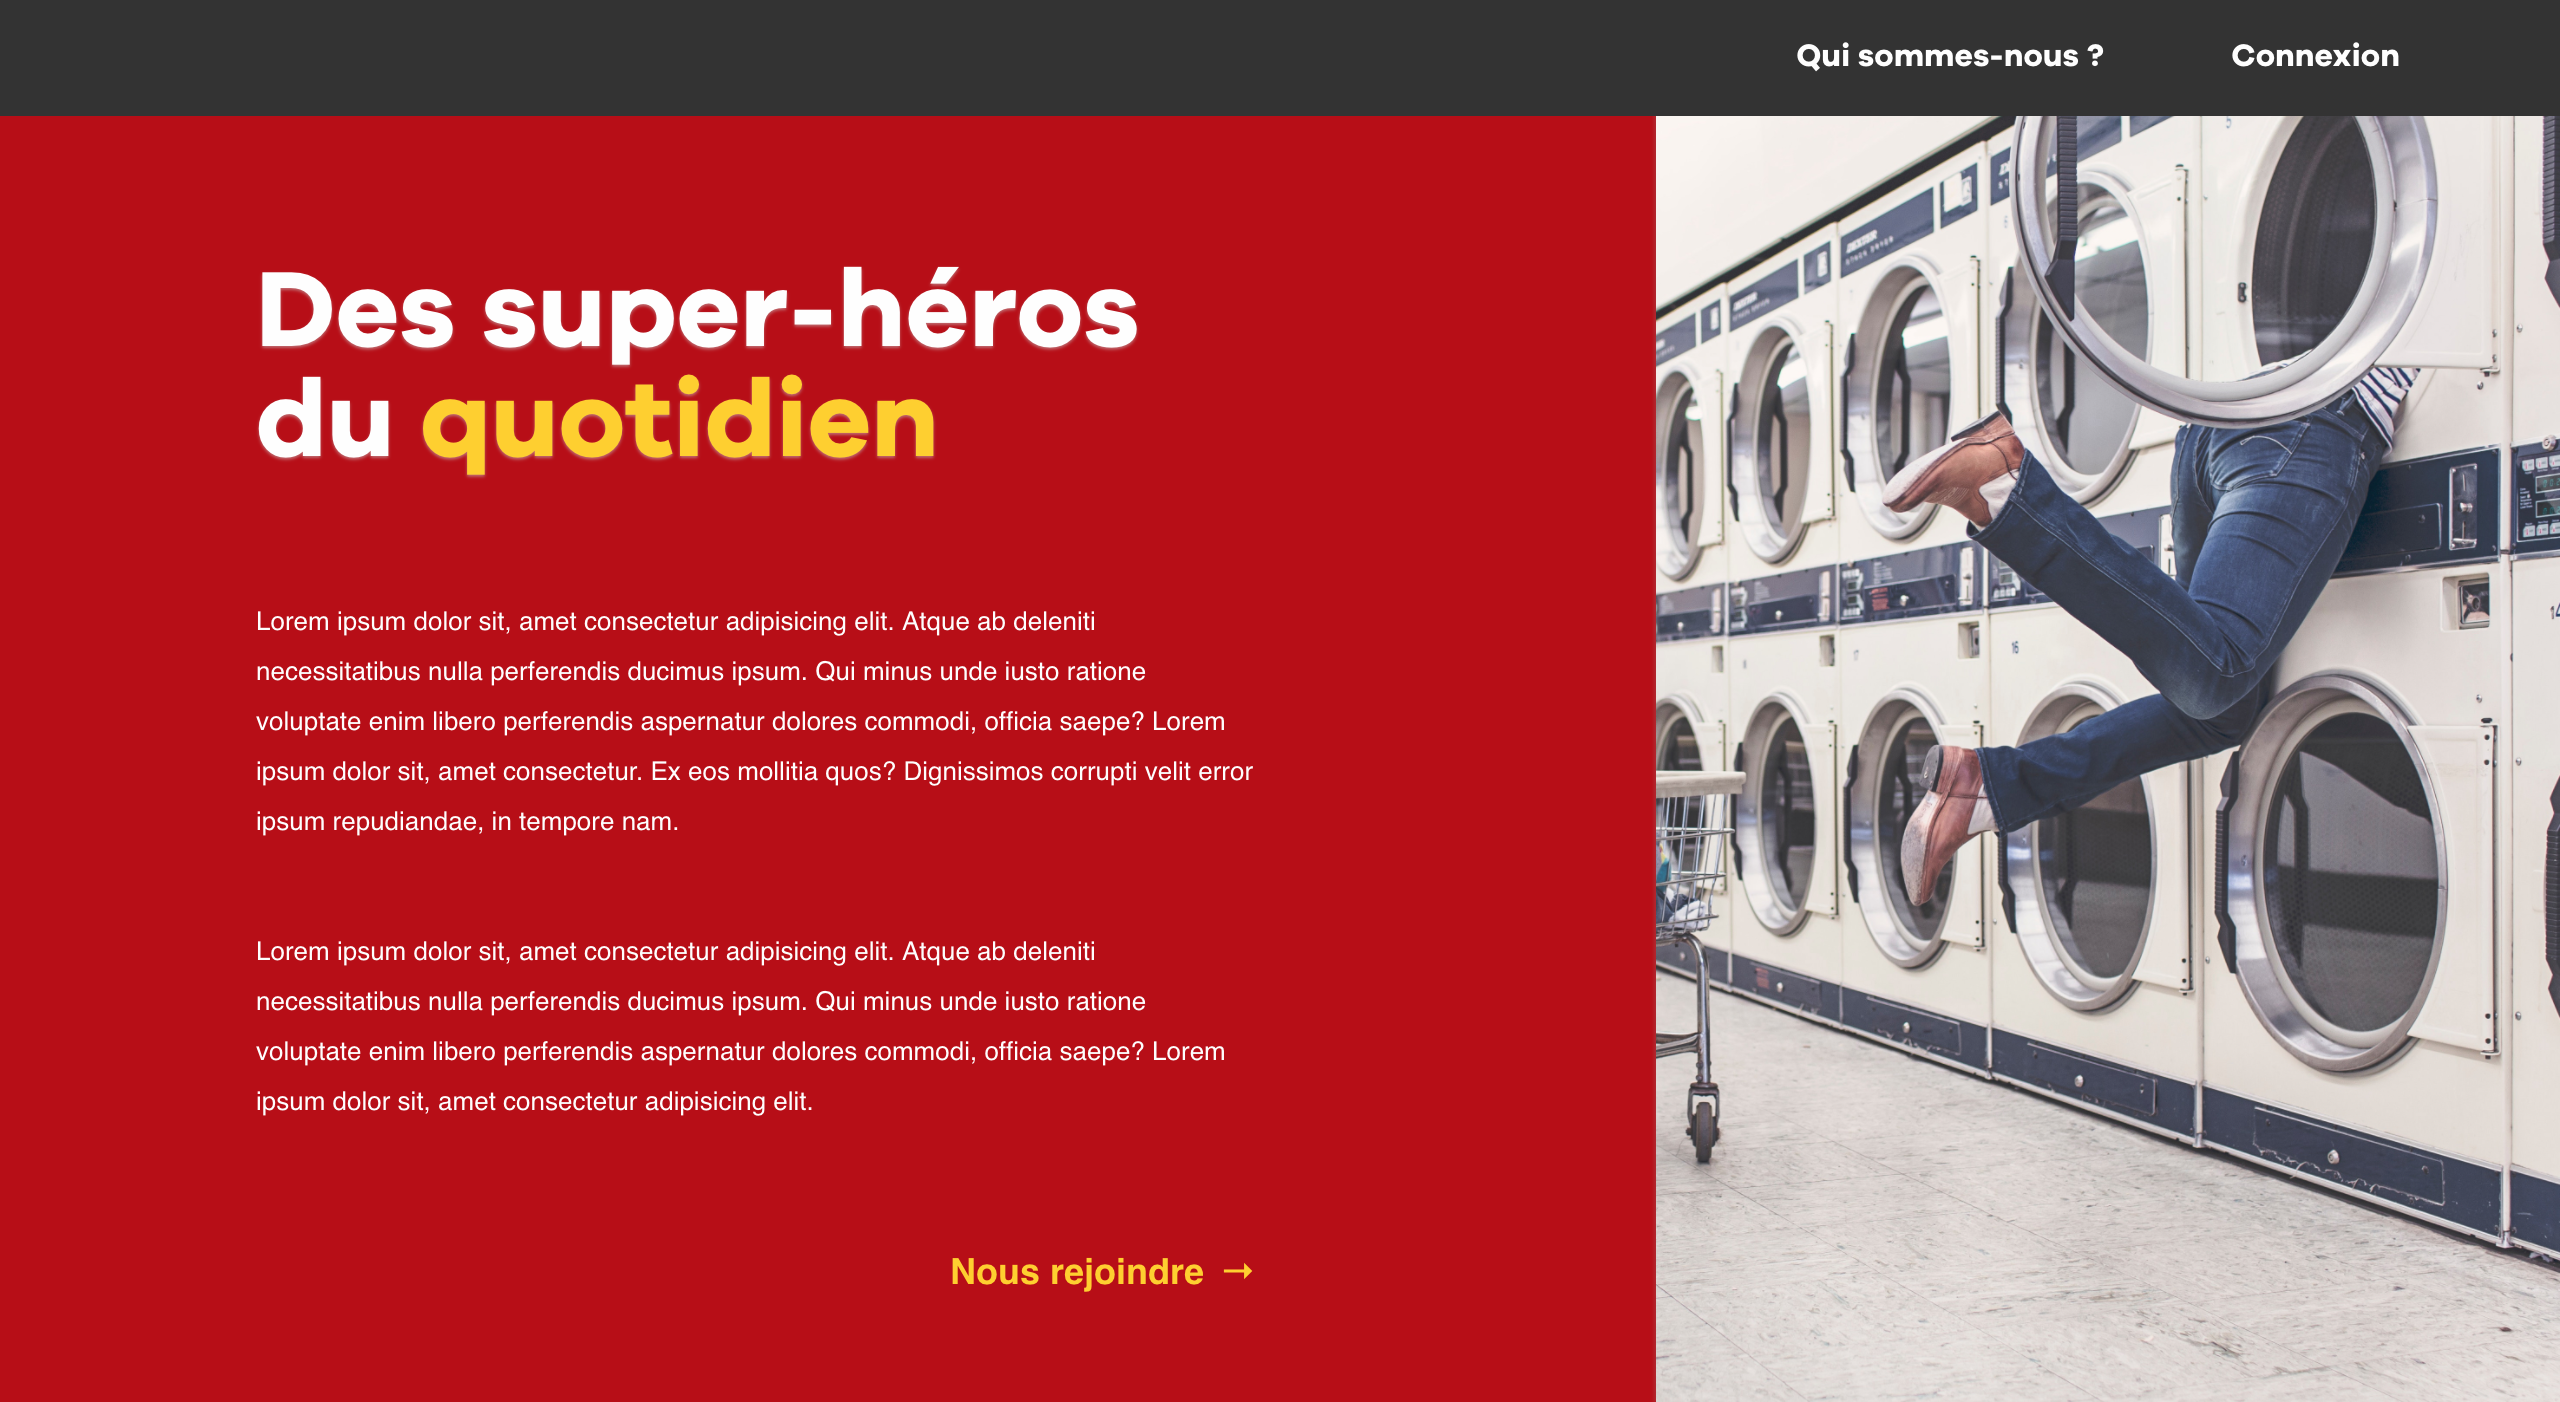 Qui sommes-nous ? Connexion
Des super-héros
du quotidien
Lorem ipsum dolor sit, amet consectetur adipisicing elit. Atque ab deleniti
necessitatibus nulla perferendis ducimus ipsum. Qui minus unde iusto ratione
voluptate enim libero perferendis aspernatur dolores commodi, officia saepe? Lorem
ipsum dolor sit, amet consectetur. Ex eos mollitia quos? Dignissimos corrupti velit error
ipsum repudiandae, in tempore nam.
Lorem ipsum dolor sit, amet consectetur adipisicing elit. Atque ab deleniti
necessitatibus nulla perferendis ducimus ipsum. Qui minus unde iusto ratione
voluptate enim libero perferendis aspernatur dolores commodi, officia saepe? Lorem
ipsum dolor sit, amet consectetur adipisicing elit.
Nous rejoindre →
16